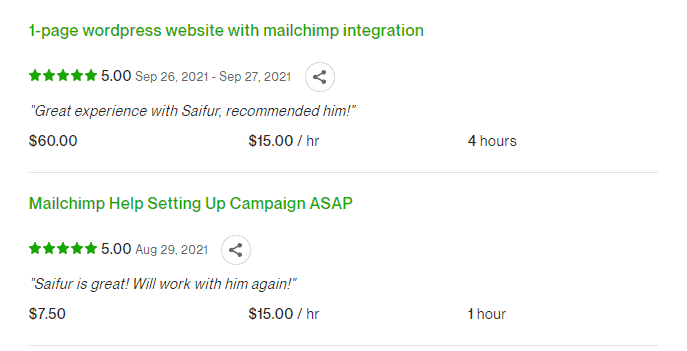 1-page wordpress website with mailchimp integration
5.00 Sep 26, 2021 - Sep 27, 2021
"Great experience with Saifur, recommended him!"
$60.00 $15.00 / hr 4 hours
Mailchimp Help Setting Up Campaign ASAP
5.00 Aug 29, 2021
"Saifur is great! Will work with him again!"
$7.50 $15.00 / hr 1 hour